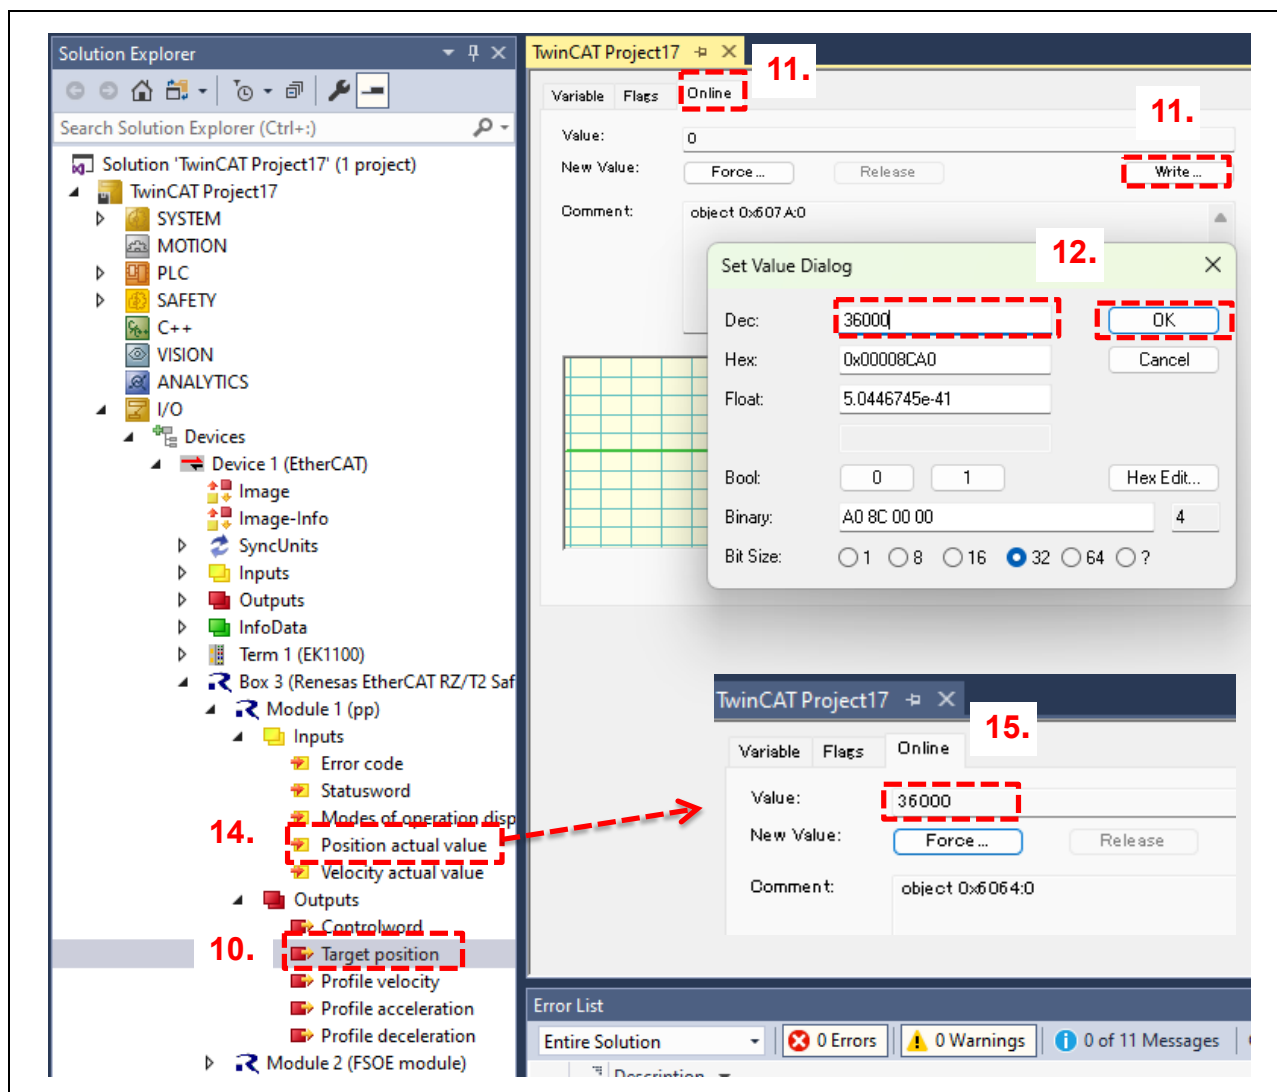 Solution Explorer
Search Solution Explorer (Ctrl+:)
Solution 'TwinCAT Project17' (1 project)
TwinCAT Project17
SYSTEM
MOTION
PLC
SAFETY
C++
VISION
ANALYTICS
I/O
Devices
Device 1 (EtherCAT)
Image
Image-Info
SyncUnits
Inputs
Outputs
InfoData
Term 1 (EK1100)
Box 3 (Renesas EtherCAT RZ/T2 Saf
Module 1 (pp)
Inputs
Error code
Statusword
Modes of operation disp
14.
Position actual value
Velocity actual value
Outputs
Controlword
10.
Target position
Profile velocity
Profile acceleration
Profile deceleration
Module 2 (FSOE module)
TwinCAT Project17
11.
Variable Flags Online
11.
Value: 0
New Value: Force... Release Write...
Comment: object 0x607A:0
12.
Set Value Dialog
Dec: 36000 OK
Hex: 0x00008CA0 Cancel
Float: 5.0446745e-41
Bool: 0 1 Hex Edit...
Binary: A0 8C 00 00 4
Bit Size: 1 8 16 32 64 ?
TwinCAT Project17
15.
Variable Flags Online
Value: 36000
New Value: Force... Release
Comment: object 0x6064:0
Error List
Entire Solution 0 Errors 0 Warnings 0 of 11 Messages
Description